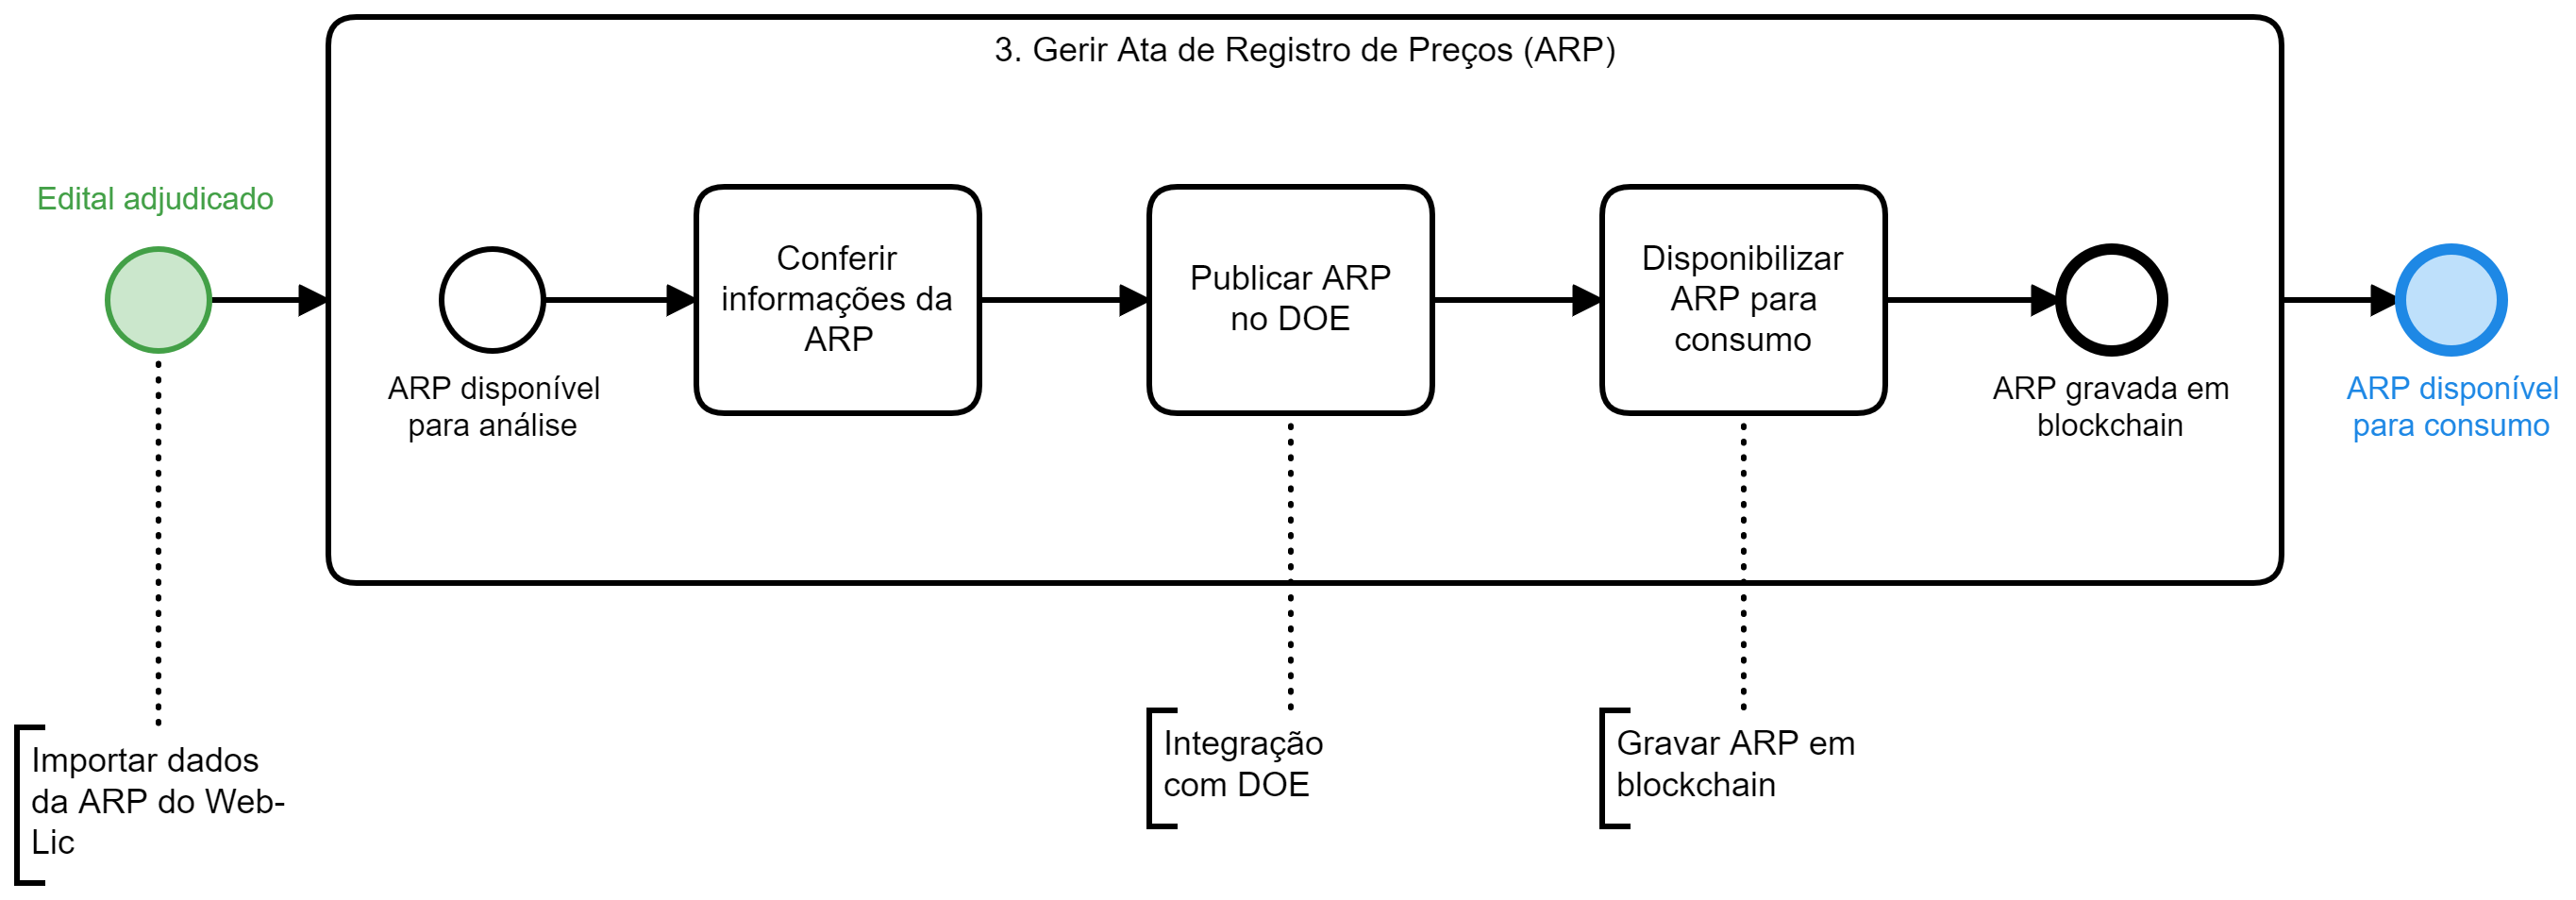 3. Gerir Ata de Registro de Preços (ARP)
Edital adjudicado
ARP disponível
para análise
Conferir
informações da
ARP
Publicar ARP
no DOE
Disponibilizar
ARP para
consumo
ARP gravada em
blockchain
ARP disponível
para consumo
Importar dados
da ARP do Web-
Lic
Integração
com DOE
Gravar ARP em
blockchain